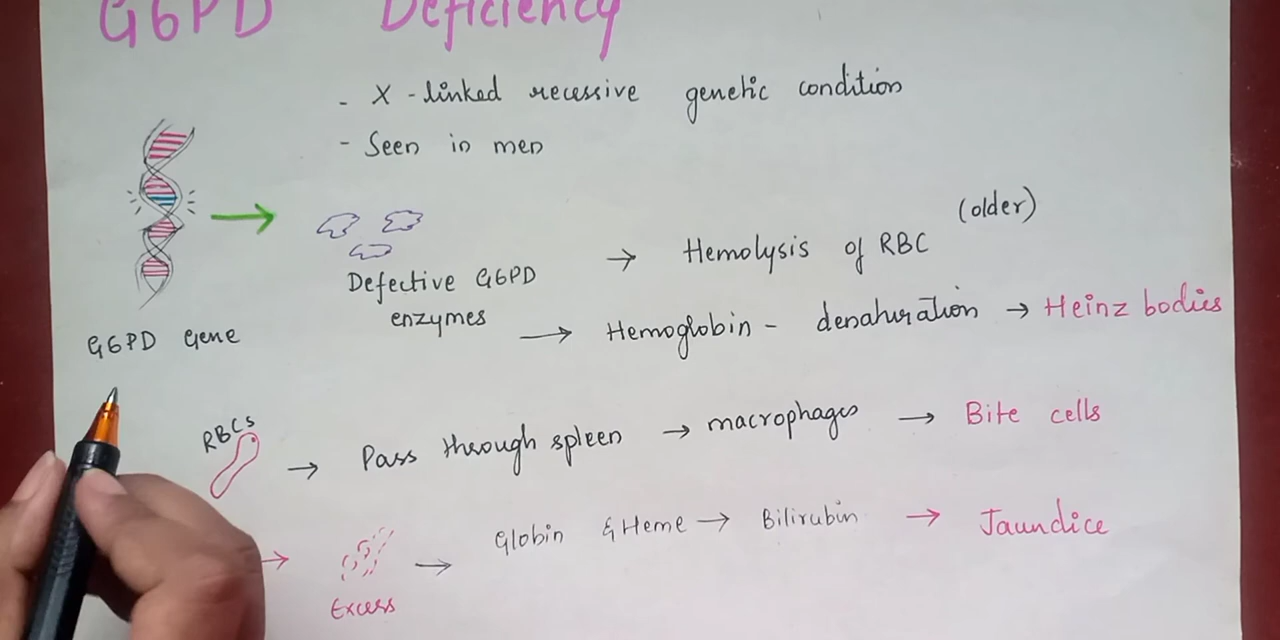 G6PD Deficiency
- X-linked recessive genetic condition
- Seen in men
(older)
Defective G6PD enzymes → Hemolysis of RBC
→ Hemoglobin - denaturation → Heinz bodies
G6PD Gene
RBCs → Pass through spleen → macrophages → Bite cells
→ Excess → Globin & Heme → Bilirubin → Jaundice